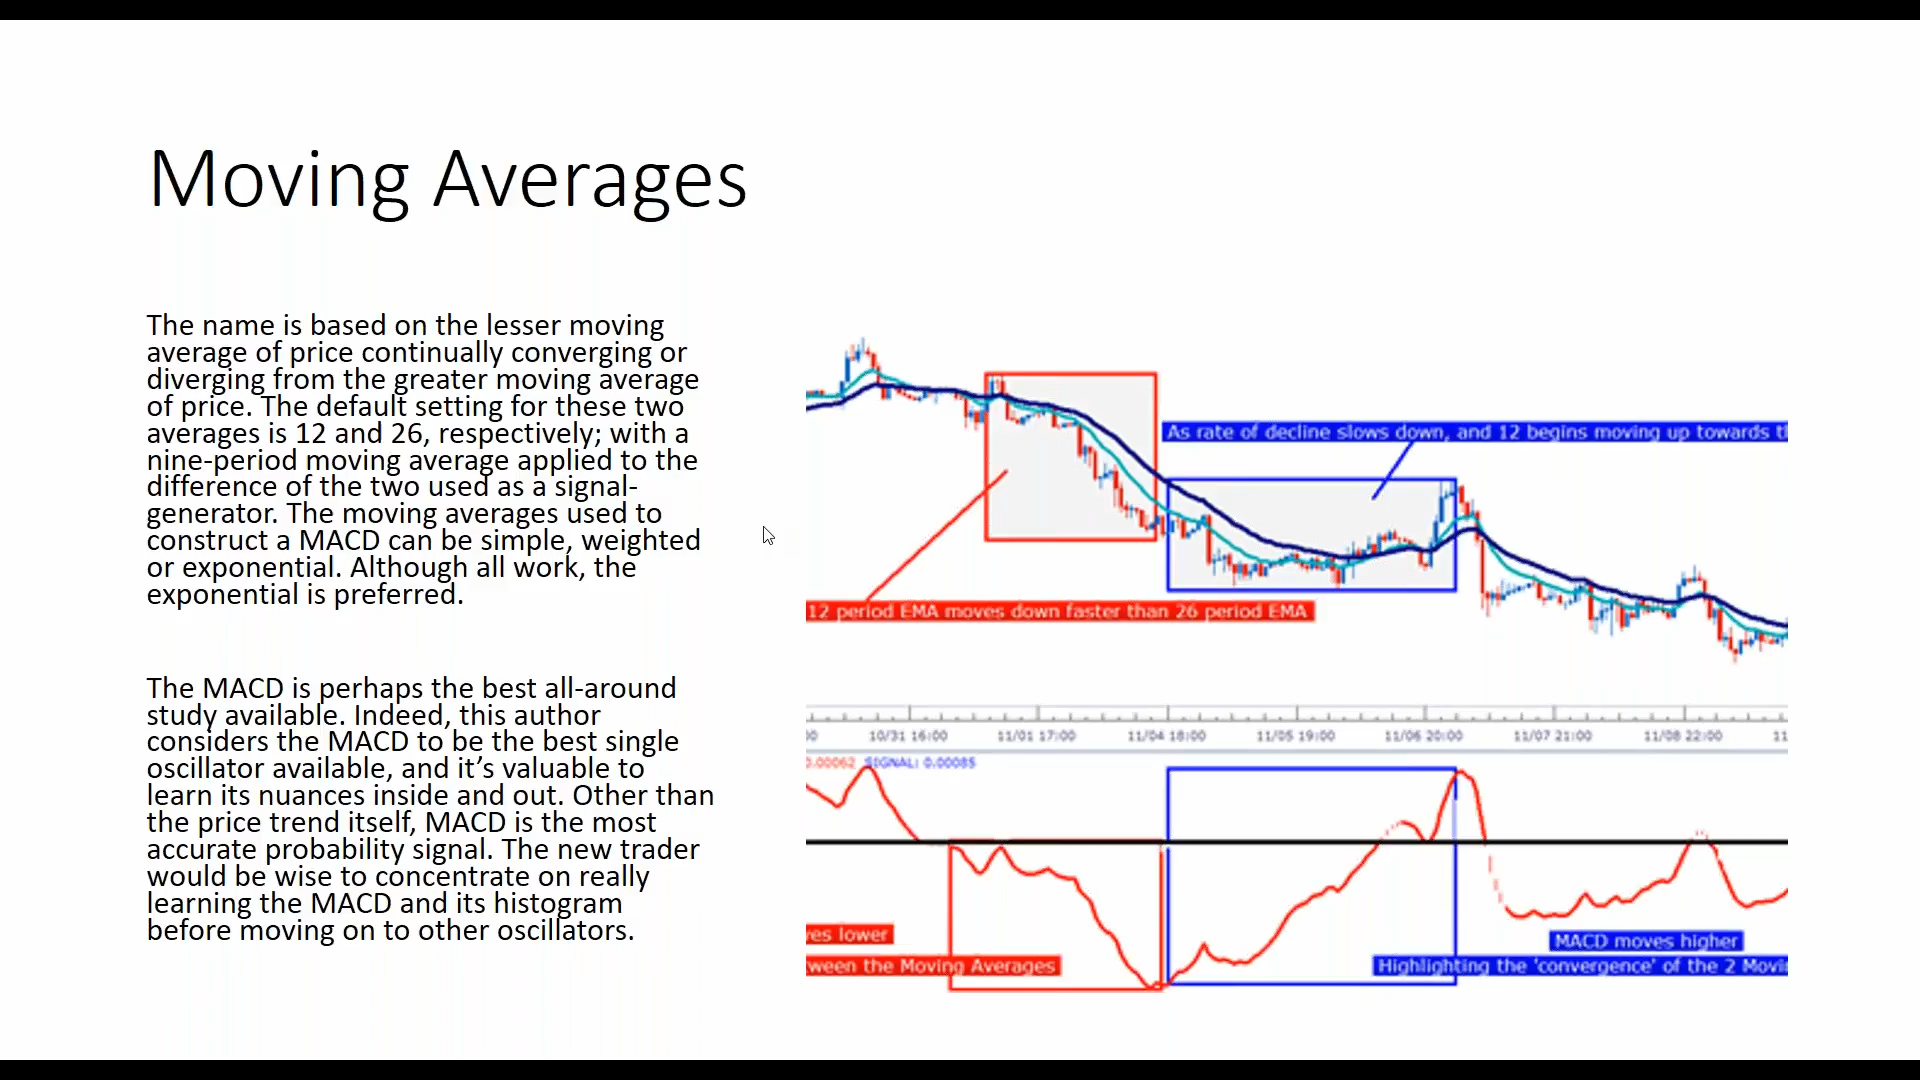 Moving Averages
The name is based on the lesser moving
average of price continually converging or
diverging from the greater moving average
of price. The default setting for these two
averages is 12 and 26, respectively; with a
nine-period moving average applied to the
difference of the two used as a signal-
generator. The moving averages used to
construct a MACD can be simple, weighted
or exponential. Although all work, the
exponential is preferred.
The MACD is perhaps the best all-around
study available. Indeed, this author
considers the MACD to be the best single
oscillator available, and it’s valuable to
learn its nuances inside and out. Other than
the price trend itself, MACD is the most
accurate probability signal. The new trader
would be wise to concentrate on really
learning the MACD and its histogram
before moving on to other oscillators.
As rate of decline slows down, and 12 begins moving up towards
12 period EMA moves down faster than 26 period EMA
10/31 16:00 11/01 17:00 11/04 18:00 11/05 19:00 11/06 20:00 11/07 21:00 11/08 22:00 11
0.00062 SIGNAL: 0.00085
lower
MACD moves higher
the Moving Averages
Highlighting the 'convergence' of the 2